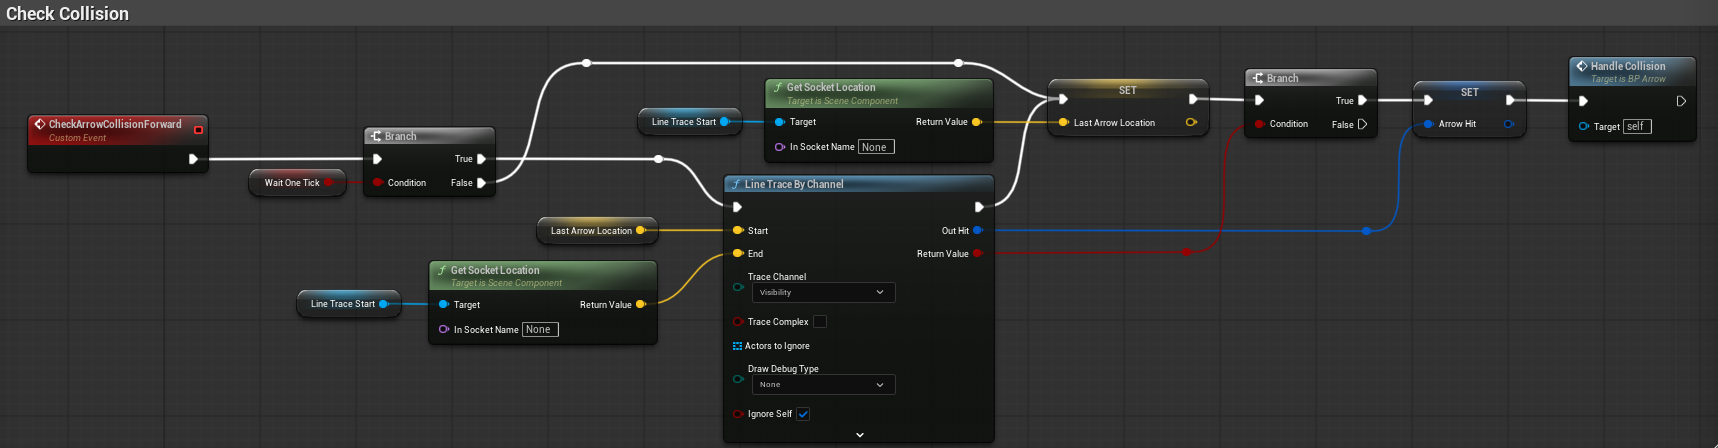 Check Collision
CheckArrowCollisionForward
Custom Event
Wait One Tick
Branch
True
Condition
False
Last Arrow Location
Line Trace Start
Get Socket Location
Target is Scene Component
Target
Return Value
In Socket Name None
Line Trace Start
Get Socket Location
Target is Scene Component
Target
Return Value
In Socket Name None
Line Trace By Channel
Start
Out Hit
End
Return Value
Trace Channel
Visibility
Trace Complex
Actors to Ignore
Draw Debug Type
None
Ignore Self
SET
Last Arrow Location
Branch
True
Condition
False
SET
Arrow Hit
Handle Collision
Target is BP Arrow
Target self